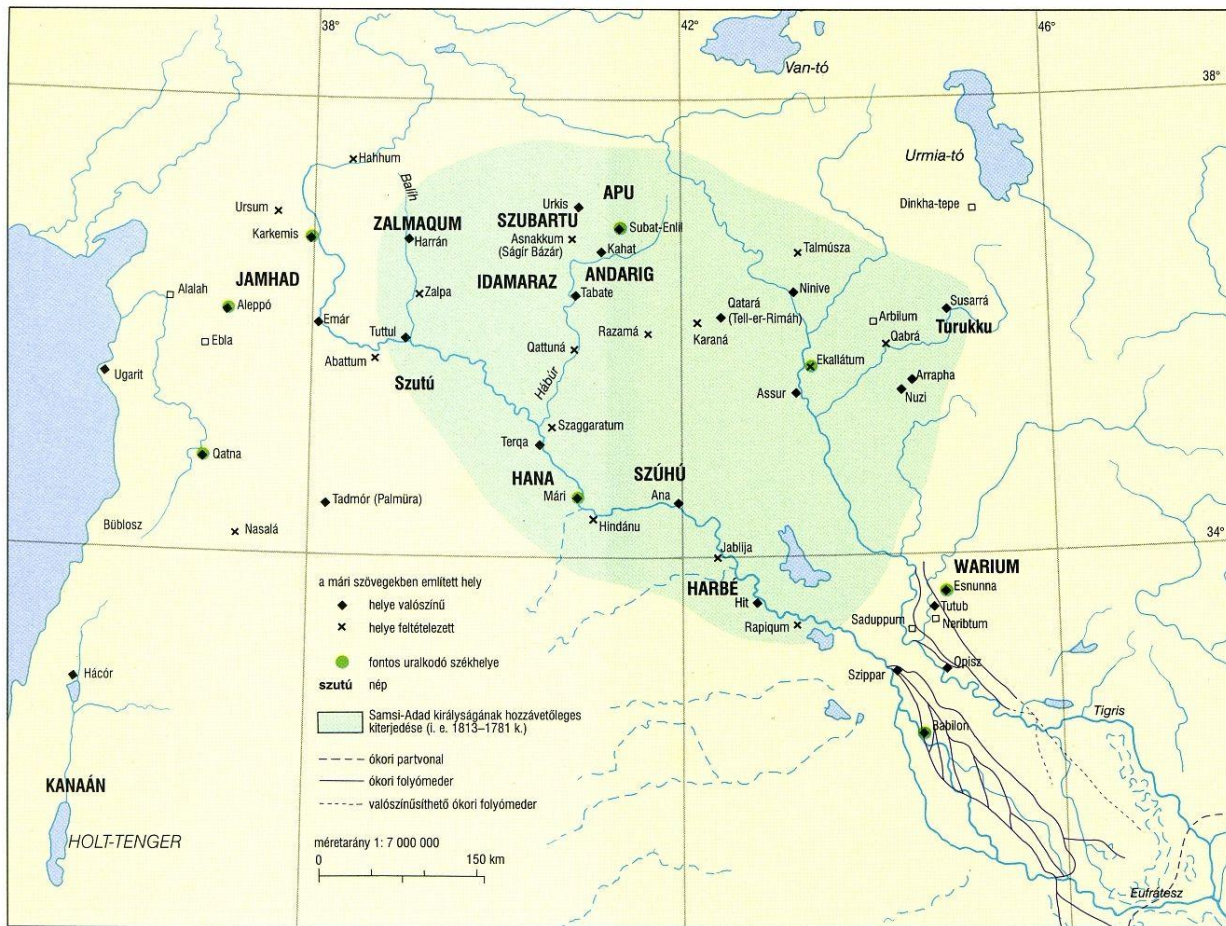 38°
42
46°
Van-tó
38°
Urmia-tó
Hahhum
Balíh
Dinkha-tepe
Ursum
Karkemis
ZALMAQUM
Harrán
APU
Urkis
SZUBARTU
Subat-Enlil
Asnakkum
(Ságír Bázár)
Kahat
Talmúsza
JAMHAD
Alalah
Aleppó
Zalpa
IDAMARAZ
ANDARIG
Tabate
Ninive
Susarrá
Emár
Qatará
(Tell-er-Rimáh)
Arbilum
Turukku
Ebla
Tuttul
Razamá
Karaná
Qabrá
Abattum
Qattuná
Ugarit
Szutú
Hábúr
Ekallátum
Arrapha
Assur
Nuzi
Szaggaratum
Terqa
Qatna
HANA
SZÚHÚ
Mári
Ana
Tadmór (Palmüra)
Hindánu
Büblosz
Nasalá
Jablija
34°
WARIUM
HARBÉ
Esnunna
Hit
Tutub
Saduppum
Neribtum
Rapiqum
Szippar
Opisz
Hácór
Tigris
Babilon
KANAÁN
HOLT-TENGER
Eufrátesz
a mári szövegekben említett hely
helye valószínű
helye feltételezett
fontos uralkodó székhelye
szutú nép
Samsi-Adad királyságának hozzávetőleges
kiterjedése (i. e. 1813–1781 k.)
ókori partvonal
ókori folyómeder
valószínűsíthető ókori folyómeder
méretarány 1: 7 000 000
0 150 km